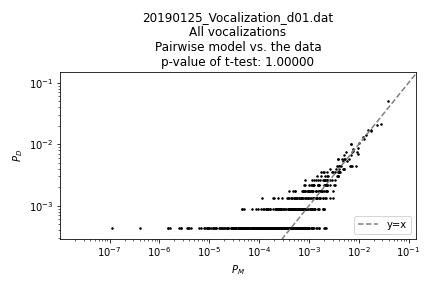 20190125_Vocalization_d01.dat
All vocalizations
Pairwise model vs. the data
p-value of t-test: 1.00000
10⁻¹
10⁻²
10⁻³
P_D
y=x
10⁻⁷ 10⁻⁶ 10⁻⁵ 10⁻⁴ 10⁻³ 10⁻² 10⁻¹
P_M